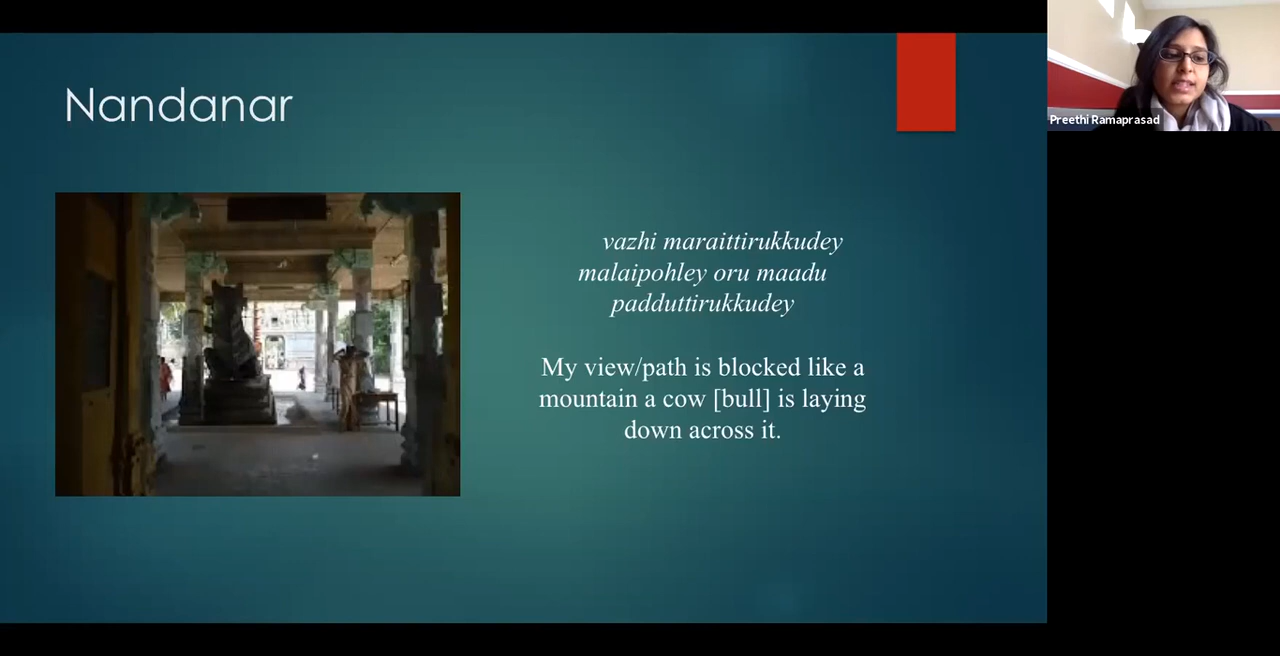 Nandanar
vazhi maraittirukkudey
malaipohley oru maadu
padduttirukkudey
My view/path is blocked like a
mountain a cow [bull] is laying
down across it.
Preethi Ramaprasad